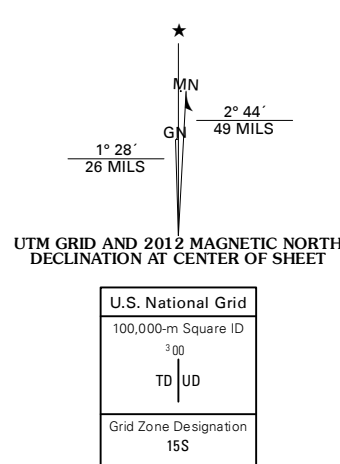 ★
MN
GN
2° 44´
49 MILS
1° 28´
26 MILS
UTM GRID AND 2012 MAGNETIC NORTH
DECLINATION AT CENTER OF SHEET
U.S. National Grid
100,000-m Square ID
³00
TD UD
Grid Zone Designation
15S